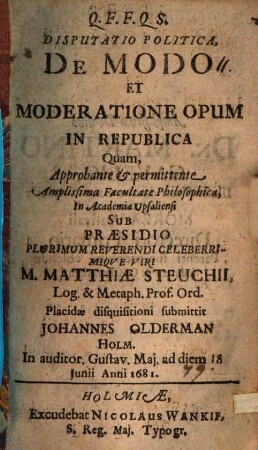 Q. F. F. Q S.
DISPUTATIO POLITICA,
DE MODO
ET
MODERATIONE OPUM
IN REPUBLICA
Quam,
Approbante & permittente
Amplissima Facultate Philosophica,
In Academia Upsaliensi
SUB
PRÆSIDIO
PLURIMUM REVERENDI CELEBERRI-
MIQUE VIRI
M. MATTHIÆ STEUCHII,
Log. & Metaph. Prof. Ord.
Placidæ disquisitioni submittit
JOHANNES OLDERMAN
HOLM.
In auditor. Gustav. Maj. ad diem 18
Junii Anni 1681.
79.
HOLMIÆ,
Excudebat NICOLAUS WANKIF,
S. Reg. Maj. Typogr.